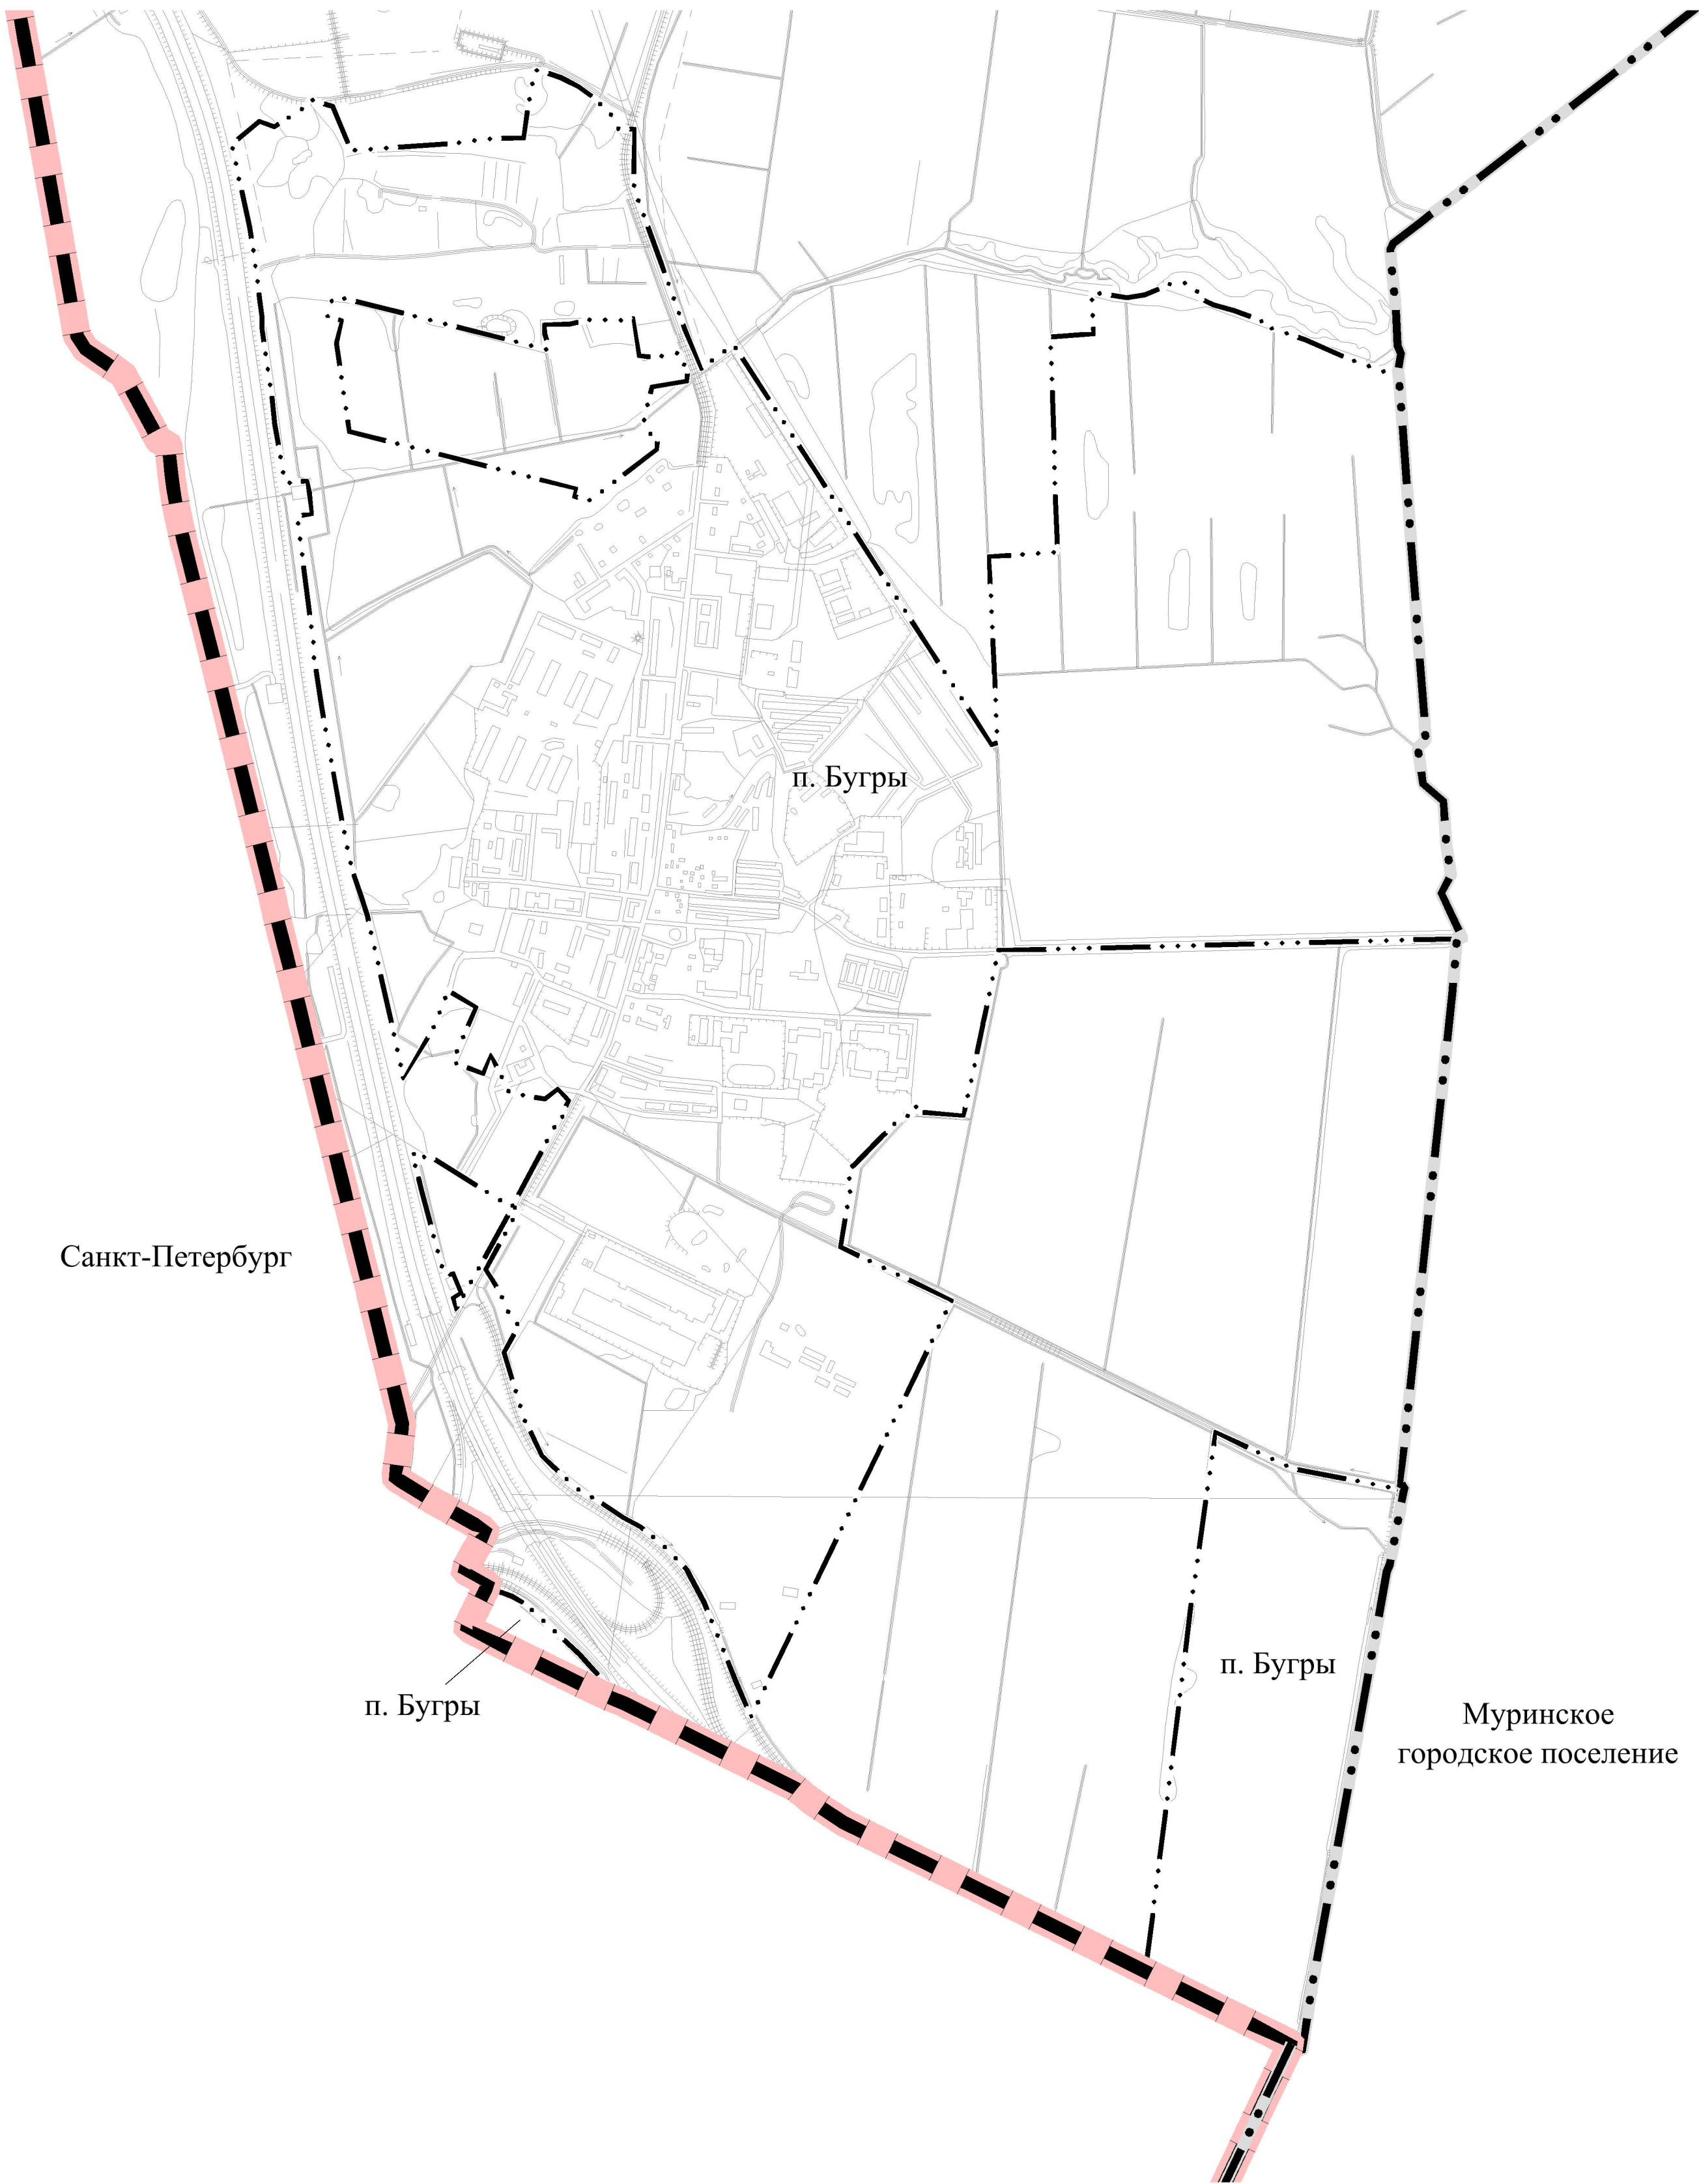 п. Бугры
Санкт-Петербург
п. Бугры
п. Бугры
Муринское
городское поселение